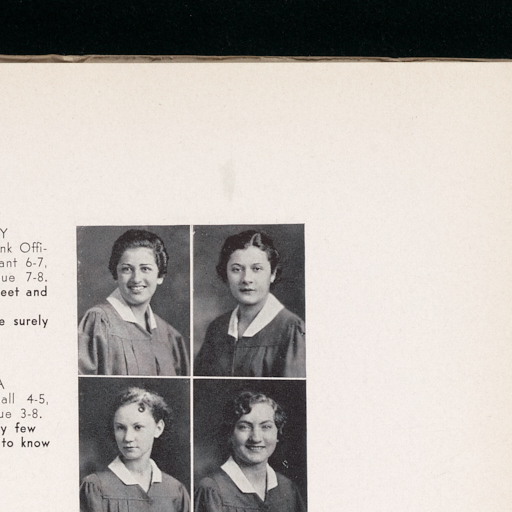 Y
nk Offi-
ant 6-7,
ue 7-8.
eet and
e surely
A
all 4-5,
ue 3-8.
y few
to know